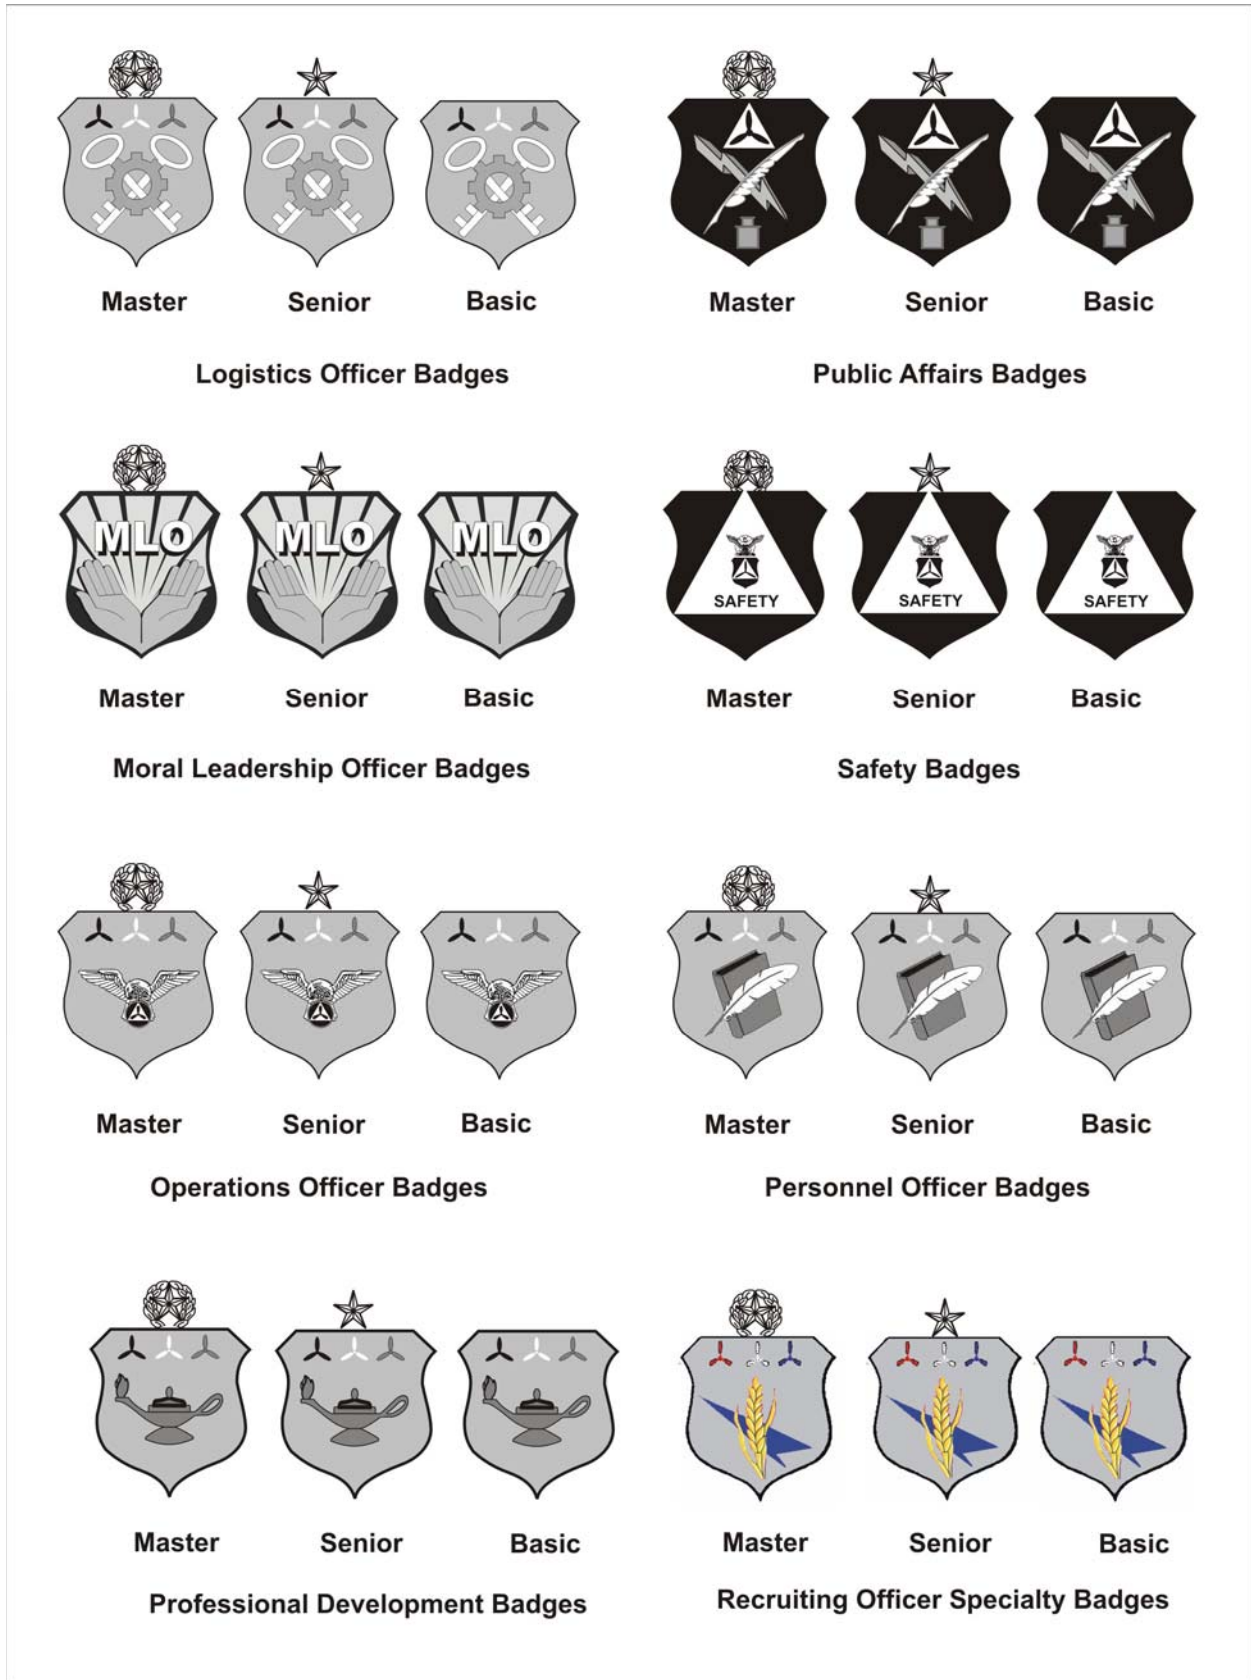 Master Senior Basic
Logistics Officer Badges
Master Senior Basic
Public Affairs Badges
MLO MLO MLO
Master Senior Basic
Moral Leadership Officer Badges
SAFETY SAFETY SAFETY
Master Senior Basic
Safety Badges
Master Senior Basic
Operations Officer Badges
Master Senior Basic
Personnel Officer Badges
Master Senior Basic
Professional Development Badges
Master Senior Basic
Recruiting Officer Specialty Badges